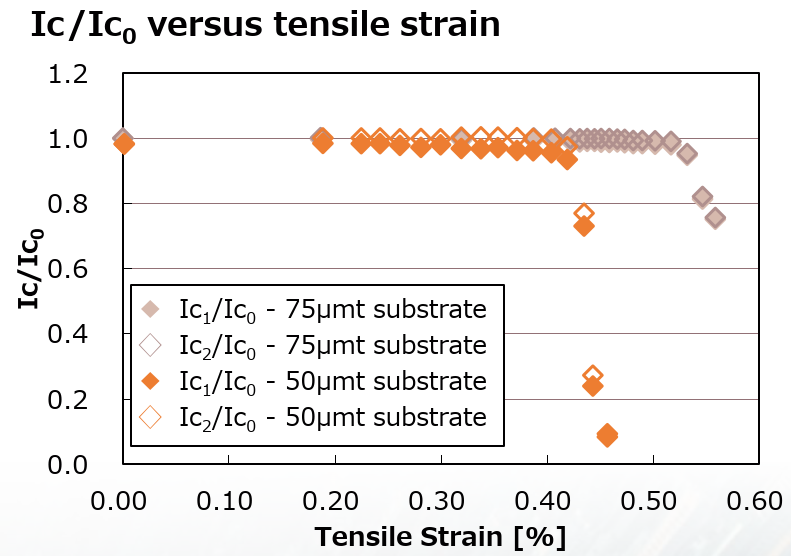 Ic/Ic₀ versus tensile strain
1.2
1.0
0.8
0.6
0.4
0.2
0.0
Ic/Ic₀
Ic₁/Ic₀ - 75μmt substrate
Ic₂/Ic₀ - 75μmt substrate
Ic₁/Ic₀ - 50μmt substrate
Ic₂/Ic₀ - 50μmt substrate
0.00 0.10 0.20 0.30 0.40 0.50 0.60
Tensile Strain [%]